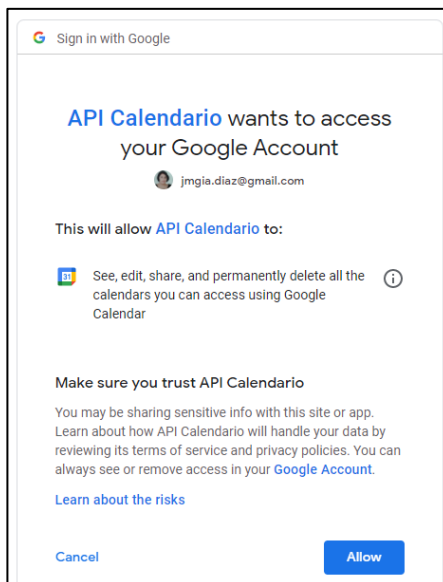 Sign in with Google
API Calendario wants to access
your Google Account
jmgia.diaz@gmail.com
This will allow API Calendario to:
31
See, edit, share, and permanently delete all the
calendars you can access using Google
Calendar
Make sure you trust API Calendario
You may be sharing sensitive info with this site or app.
Learn about how API Calendario will handle your data by
reviewing its terms of service and privacy policies. You can
always see or remove access in your Google Account.
Learn about the risks
Cancel
Allow